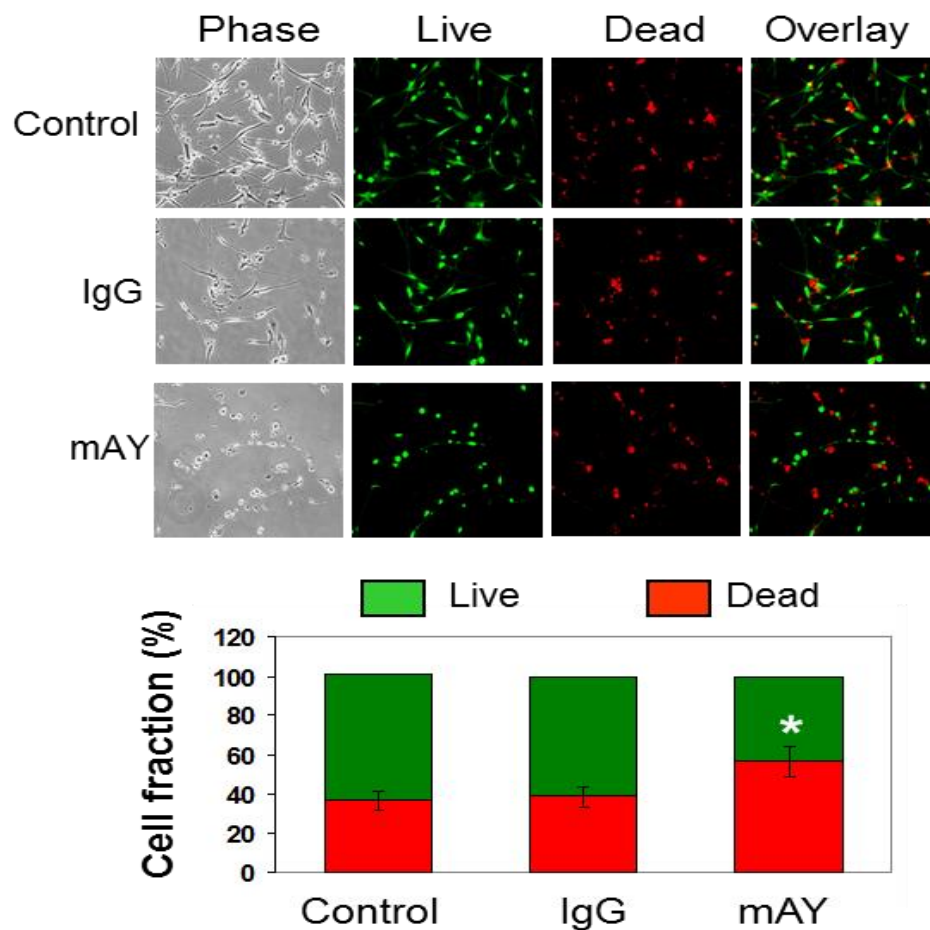 Phase Live Dead Overlay
Control
IgG
mAY
Live Dead
Cell fraction (%)
120
100
80
60
40
20
0
*
Control IgG mAY